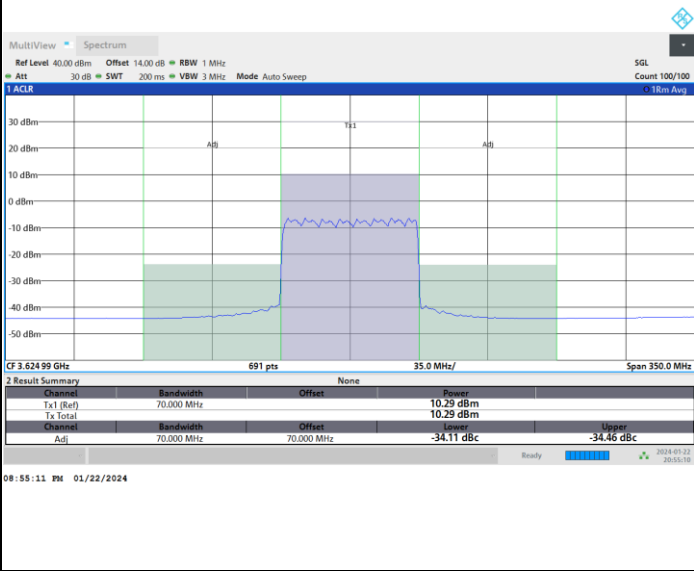 MultiView Spectrum
Ref Level 40.00 dBm Offset 14.00 dB RBW 1 MHz SGL
Att 30 dB SWT 200 ms VBW 3 MHz Mode Auto Sweep Count 100/100
1 ACLR 1Rm Avg
30 dBm
Tx1
20 dBm
Adj Adj
10 dBm
0 dBm
-10 dBm
-20 dBm
-30 dBm
-40 dBm
-50 dBm
CF 3.624 99 GHz 691 pts 35.0 MHz/ Span 350.0 MHz
2 Result Summary None
Channel Bandwidth Offset Power
Tx1 (Ref) 70.000 MHz 10.29 dBm
Tx Total 10.29 dBm
Channel Bandwidth Offset Lower Upper
Adj 70.000 MHz 70.000 MHz -34.11 dBc -34.46 dBc
Ready 2024-01-22
20:55:10
08:55:11 PM 01/22/2024